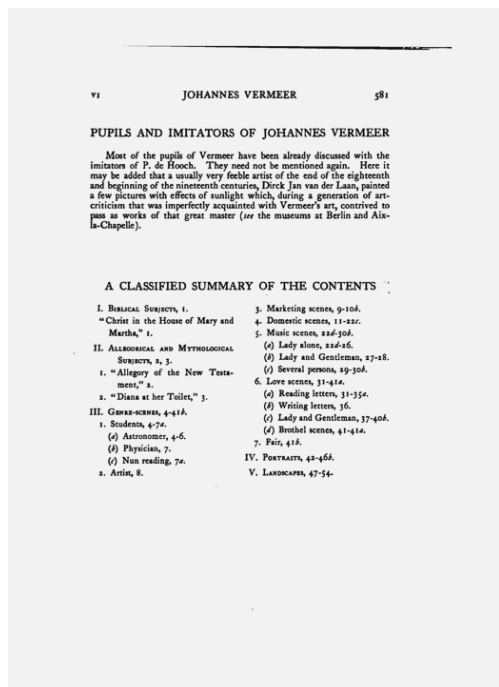 VI JOHANNES VERMEER 581
PUPILS AND IMITATORS OF JOHANNES VERMEER
Most of the pupils of Vermeer have been already discussed with the
imitators of P. de Hooch. They need not be mentioned again. Here it
may be added that a usually very feeble artist of the end of the eighteenth
and beginning of the nineteenth centuries, Dirck Jan van der Laan, painted
a few pictures with effects of sunlight which, during a generation of art-
criticism that was imperfectly acquainted with Vermeer's art, contrived to
pass as works of that great master (see the museums at Berlin and Aix-
la-Chapelle).
A CLASSIFIED SUMMARY OF THE CONTENTS
I. Biblical Subjects, 1.
"Christ in the House of Mary and
Martha," 1.
II. Allegorical and Mythological
Subjects, 2, 3.
1. "Allegory of the New Testa-
ment," 2.
2. "Diana at her Toilet," 3.
III. Genre-scenes, 4-41b.
1. Students, 4-7a.
(a) Astronomer, 4-6.
(b) Physician, 7.
(c) Nun reading, 7a.
2. Artist, 8.
3. Marketing scenes, 9-10b.
4. Domestic scenes, 11-22c.
5. Music scenes, 22d-30b.
(a) Lady alone, 22d-26.
(b) Lady and Gentleman, 27-28.
(c) Several persons, 29-30b.
6. Love scenes, 31-41a.
(a) Reading letters, 31-35a.
(b) Writing letters, 36.
(c) Lady and Gentleman, 37-40b.
(d) Brothel scenes, 41-41a.
7. Fair, 41b.
IV. Portraits, 42-46b.
V. Landscapes, 47-54.